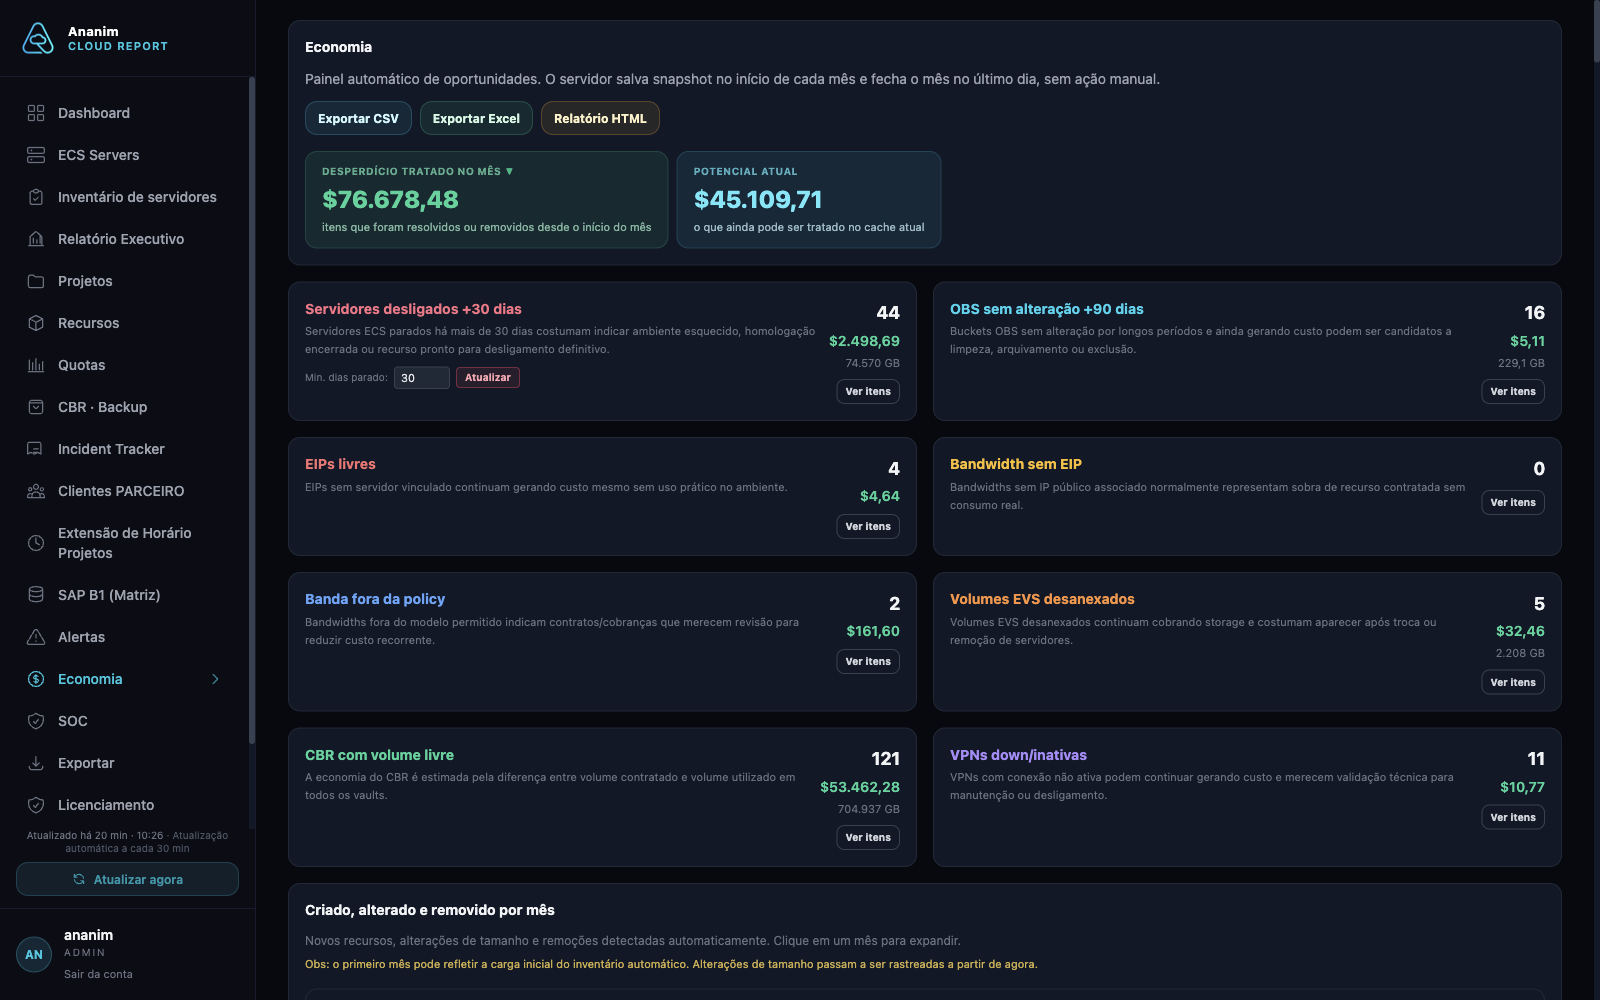 Ananim
CLOUD REPORT
Dashboard
ECS Servers
Inventário de servidores
Relatório Executivo
Projetos
Recursos
Quotas
CBR · Backup
Incident Tracker
Clientes PARCEIRO
Extensão de Horário
Projetos
SAP B1 (Matriz)
Alertas
Economia
SOC
Exportar
Licenciamento
Atualizado há 20 min · 10:26 · Atualização
automática a cada 30 min
Atualizar agora
AN
ananim
ADMIN
Sair da conta
Economia
Painel automático de oportunidades. O servidor salva snapshot no início de cada mês e fecha o mês no último dia, sem ação manual.
Exportar CSV
Exportar Excel
Relatório HTML
DESPERDÍCIO TRATADO NO MÊS ▼
$76.678,48
itens que foram resolvidos ou removidos desde o início do mês
POTENCIAL ATUAL
$45.109,71
o que ainda pode ser tratado no cache atual
Servidores desligados +30 dias
Servidores ECS parados há mais de 30 dias costumam indicar ambiente esquecido, homologação
encerrada ou recurso pronto para desligamento definitivo.
Min. dias parado:
30
Atualizar
44
$2.498,69
74.570 GB
Ver itens
OBS sem alteração +90 dias
Buckets OBS sem alteração por longos períodos e ainda gerando custo podem ser candidatos a
limpeza, arquivamento ou exclusão.
16
$5,11
229,1 GB
Ver itens
EIPs livres
EIPs sem servidor vinculado continuam gerando custo mesmo sem uso prático no ambiente.
4
$4,64
Ver itens
Bandwidth sem EIP
Bandwidths sem IP público associado normalmente representam sobra de recurso contratada sem
consumo real.
0
Ver itens
Banda fora da policy
Bandwidths fora do modelo permitido indicam contratos/cobranças que merecem revisão para
reduzir custo recorrente.
2
$161,60
Ver itens
Volumes EVS desanexados
Volumes EVS desanexados continuam cobrando storage e costumam aparecer após troca ou
remoção de servidores.
5
$32,46
2.208 GB
Ver itens
CBR com volume livre
A economia do CBR é estimada pela diferença entre volume contratado e volume utilizado em
todos os vaults.
121
$53.462,28
704.937 GB
Ver itens
VPNs down/inativas
VPNs com conexão não ativa podem continuar gerando custo e merecem validação técnica para
manutenção ou desligamento.
11
$10,77
Ver itens
Criado, alterado e removido por mês
Novos recursos, alterações de tamanho e remoções detectadas automaticamente. Clique em um mês para expandir.
Obs: o primeiro mês pode refletir a carga inicial do inventário automático. Alterações de tamanho passam a ser rastreadas a partir de agora.